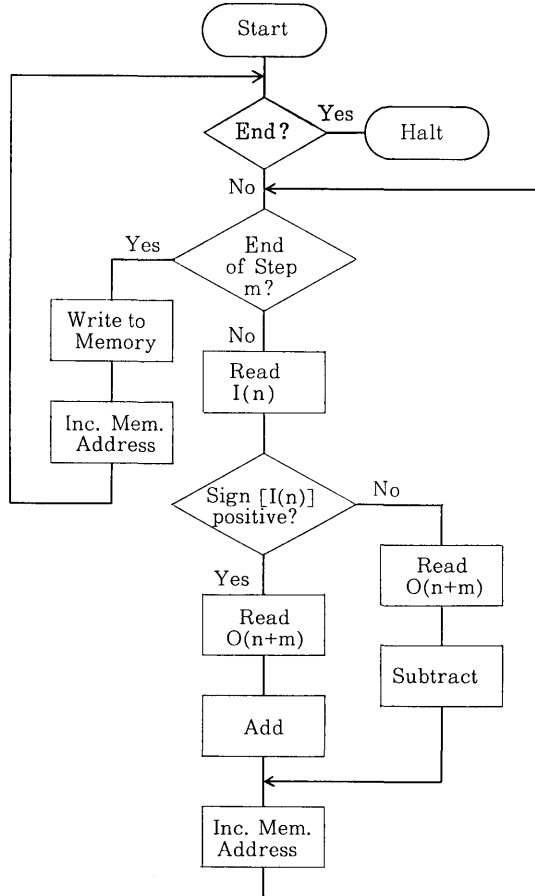 Start
End?
Yes
Halt
No
Yes
End
of Step
m?
Write to
Memory
No
Read
I(n)
Inc. Mem.
Address
Sign [I(n)]
positive?
No
Yes
Read
O(n+m)
Read
O(n+m)
Subtract
Add
Inc. Mem.
Address